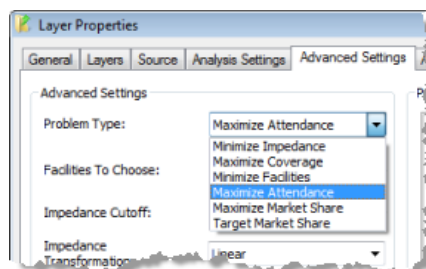 Layer Properties
General Layers Source Analysis Settings Advanced Settings
Advanced Settings
Problem Type: Maximize Attendance
Minimize Impedance
Maximize Coverage
Facilities To Choose: Minimize Facilities
Maximize Attendance
Impedance Cutoff: Maximize Market Share
Target Market Share
Impedance
Transformation: Linear